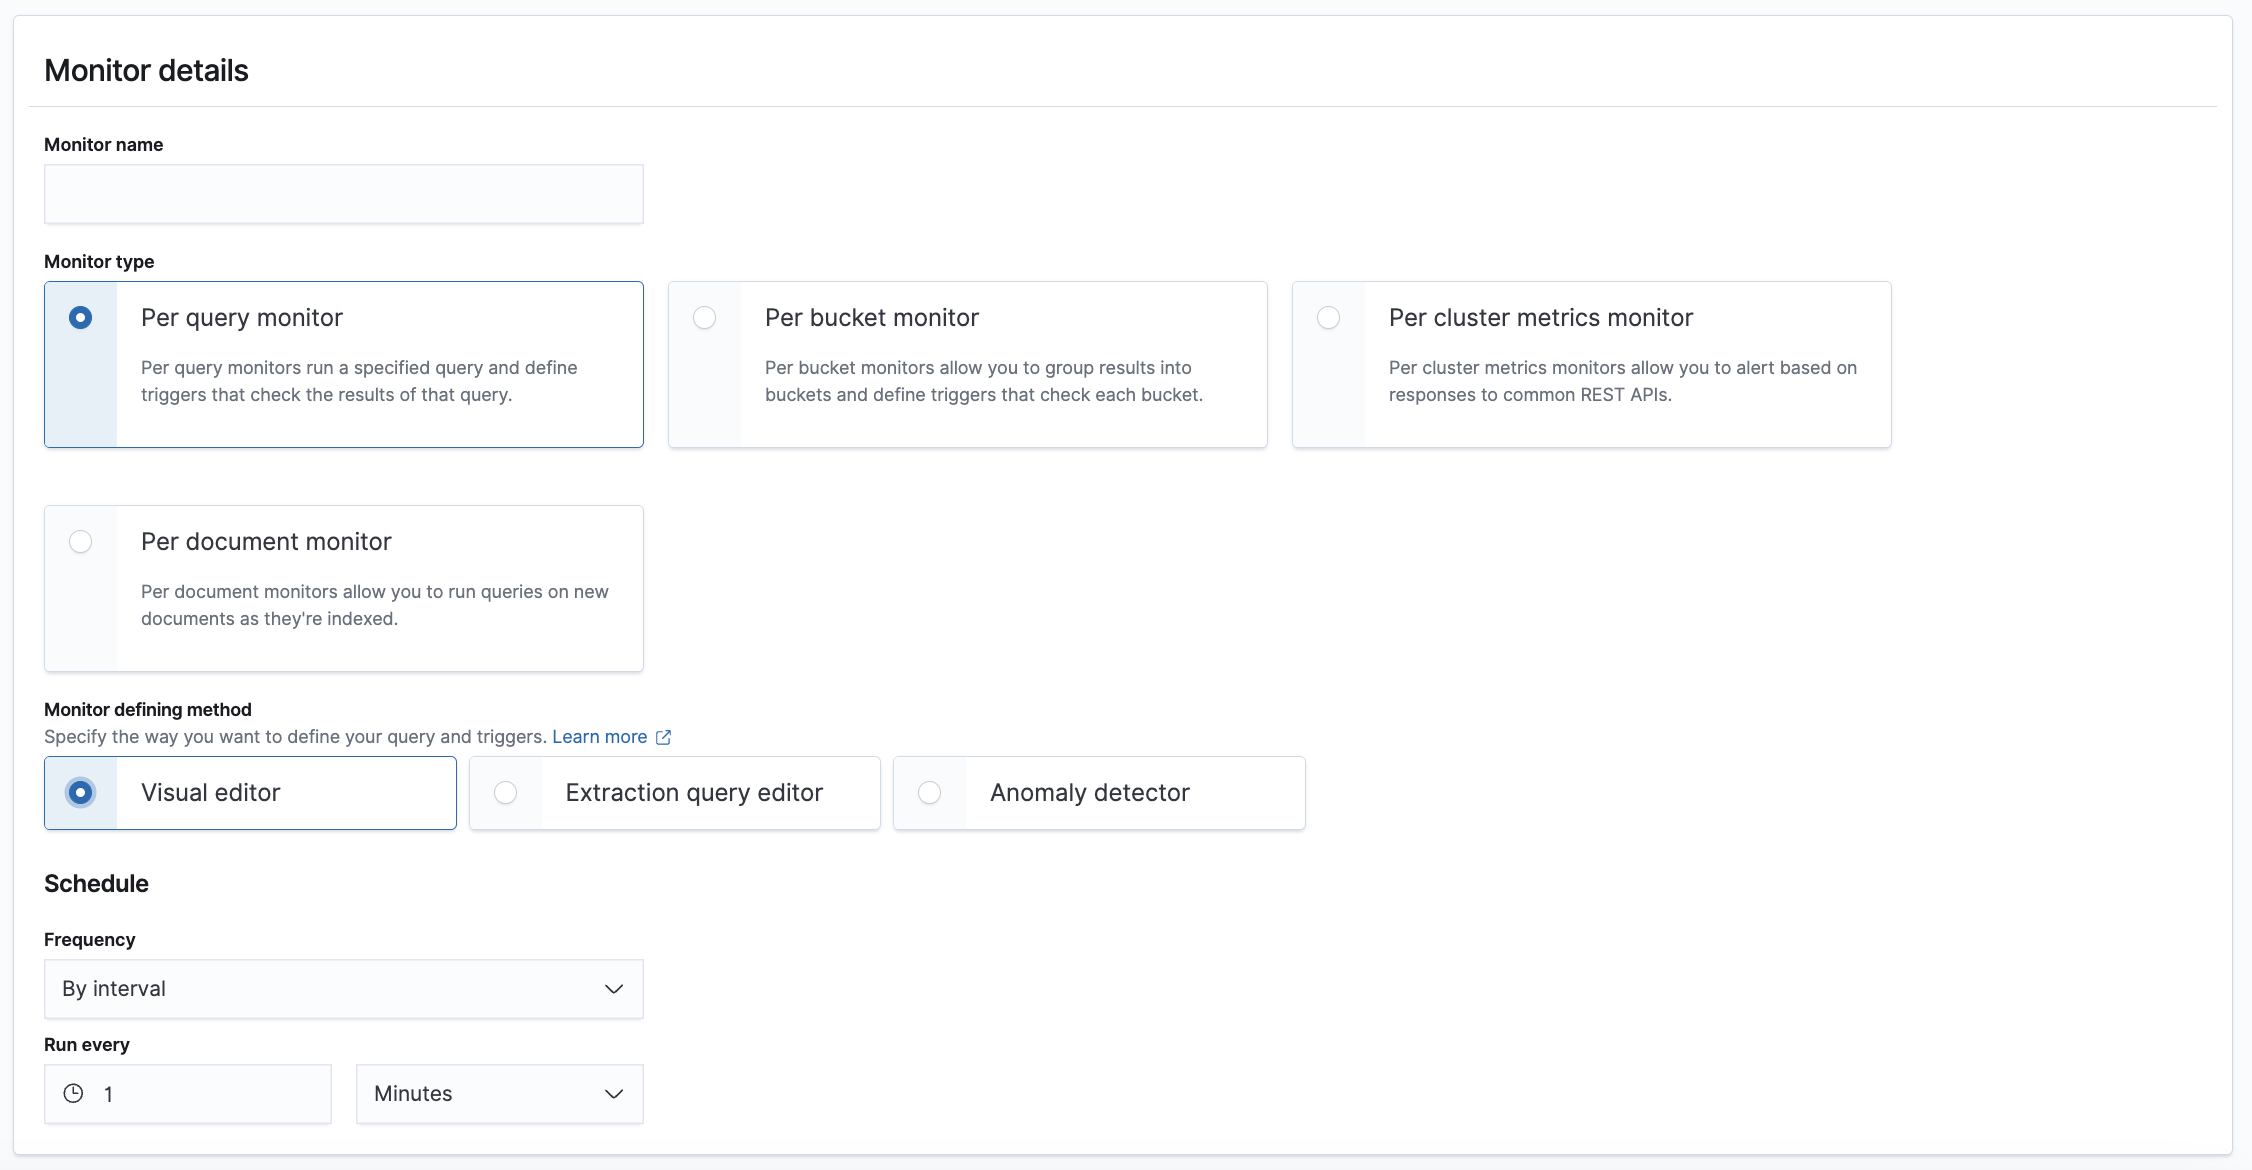 Monitor details
Monitor name
Monitor type
Per query monitor
Per query monitors run a specified query and define
triggers that check the results of that query.
Per bucket monitor
Per bucket monitors allow you to group results into
buckets and define triggers that check each bucket.
Per cluster metrics monitor
Per cluster metrics monitors allow you to alert based on
responses to common REST APIs.
Per document monitor
Per document monitors allow you to run queries on new
documents as they're indexed.
Monitor defining method
Specify the way you want to define your query and triggers. Learn more
Visual editor
Extraction query editor
Anomaly detector
Schedule
Frequency
By interval
Run every
1
Minutes